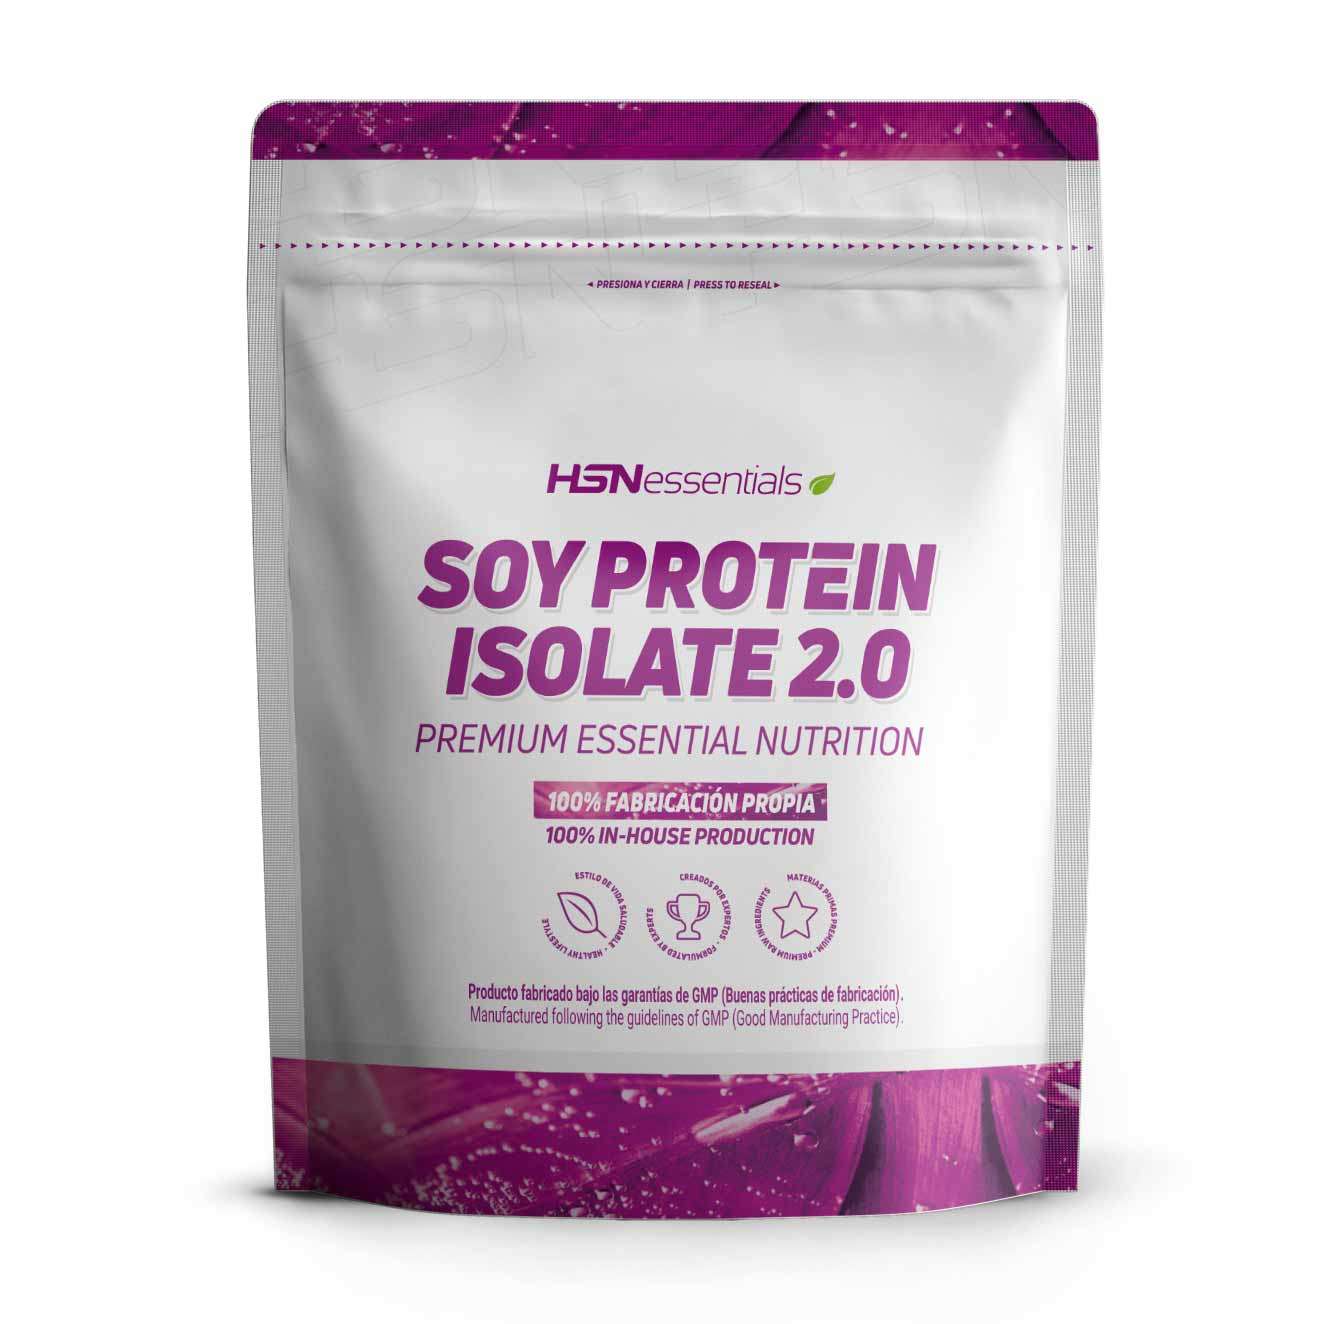 PRESIONA Y CIERRA | PRESS TO RESEAL
HSNessentials
SOY PROTEIN
ISOLATE 2.0
PREMIUM ESSENTIAL NUTRITION
100% FABRICACIÓN PROPIA
100% IN-HOUSE PRODUCTION
ESTILO DE VIDA SALUDABLE - HEALTHY LIFESTYLE
CREADOS POR EXPERTOS - FORMULATED BY EXPERTS
MATERIAS PRIMAS PREMIUM - PREMIUM RAW INGREDIENTS
Producto fabricado bajo las garantías de GMP (Buenas prácticas de fabricación).
Manufactured following the guidelines of GMP (Good Manufacturing Practice).